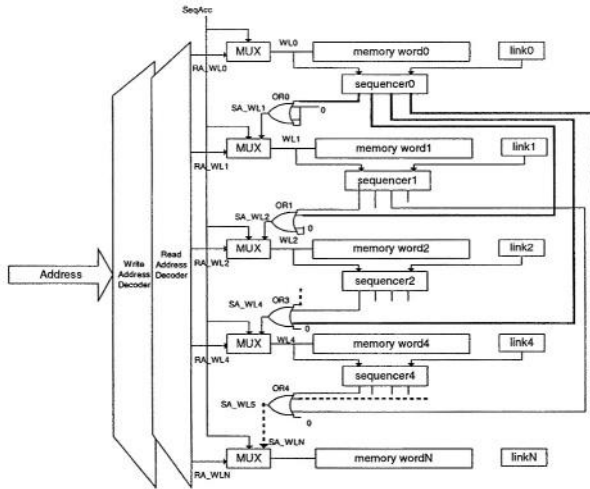 SeqAcc
MUX
WL0
memory word0
link0
RA_WL0
sequencer0
OR0
SA_WL1
0
WL1
MUX
memory word1
link1
RA_WL1
sequencer1
OR1
SA_WL2
0
WL2
MUX
memory word2
link2
RA_WL2
Address
Write Address Decoder
Read Address Decoder
sequencer2
OR3
SA_WL4
0
MUX
WL4
memory word4
link4
RA_WL4
sequencer4
OR4
SA_WL5
0
SA_WLN
MUX
memory wordN
linkN
RA_WLN